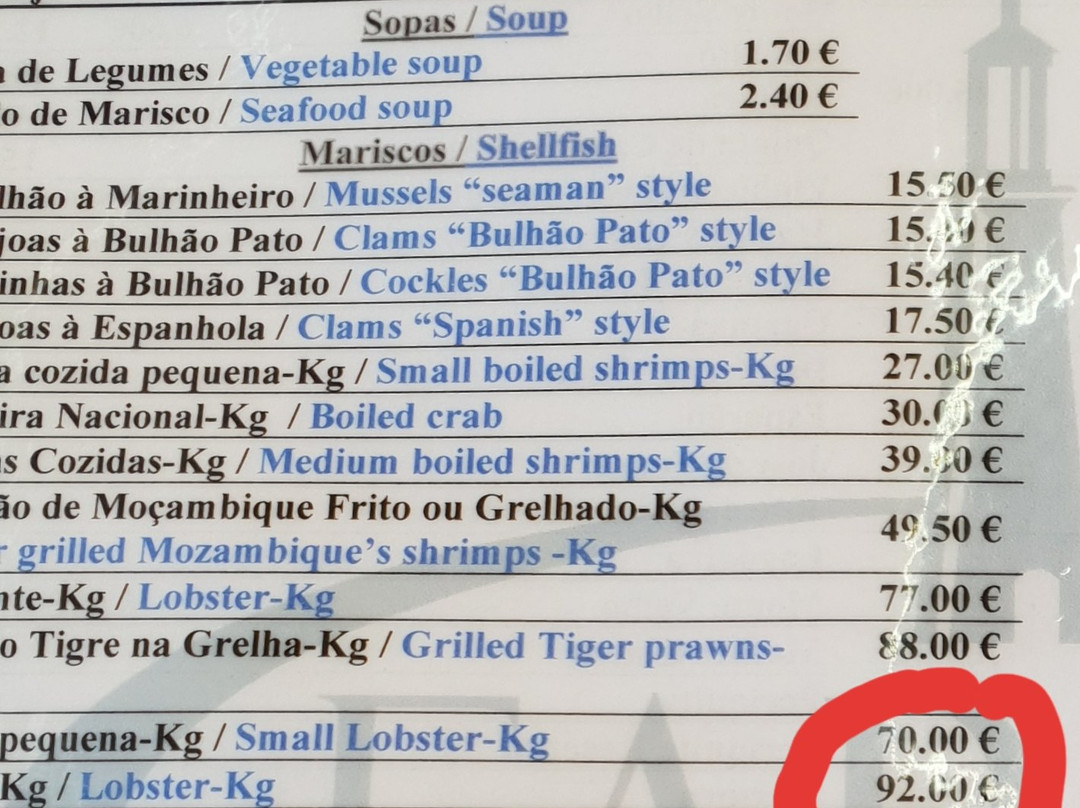 Sopas / Soup
de Legumes / Vegetable soup 1.70 €
o de Marisco / Seafood soup 2.40 €
Mariscos / Shellfish
lhão à Marinheiro / Mussels “seaman” style 15.50 €
joas à Bulhão Pato / Clams “Bulhão Pato” style €
inhas à Bulhão Pato / Cockles “Bulhão Pato” style 15.40 €
oas à Espanhola / Clams “Spanish” style 17.50 €
a cozida pequena-Kg / Small boiled shrimps-Kg 27.00 €
ira Nacional-Kg / Boiled crab 30.00 €
s Cozidas-Kg / Medium boiled shrimps-Kg €
ão de Moçambique Frito ou Grelhado-Kg
r grilled Mozambique’s shrimps -Kg 49.50 €
nte-Kg / Lobster-Kg 77.00 €
o Tigre na Grelha-Kg / Grilled Tiger prawns- 88.00 €
pequena-Kg / Small Lobster-Kg 70.00 €
Kg / Lobster-Kg 92.00 €